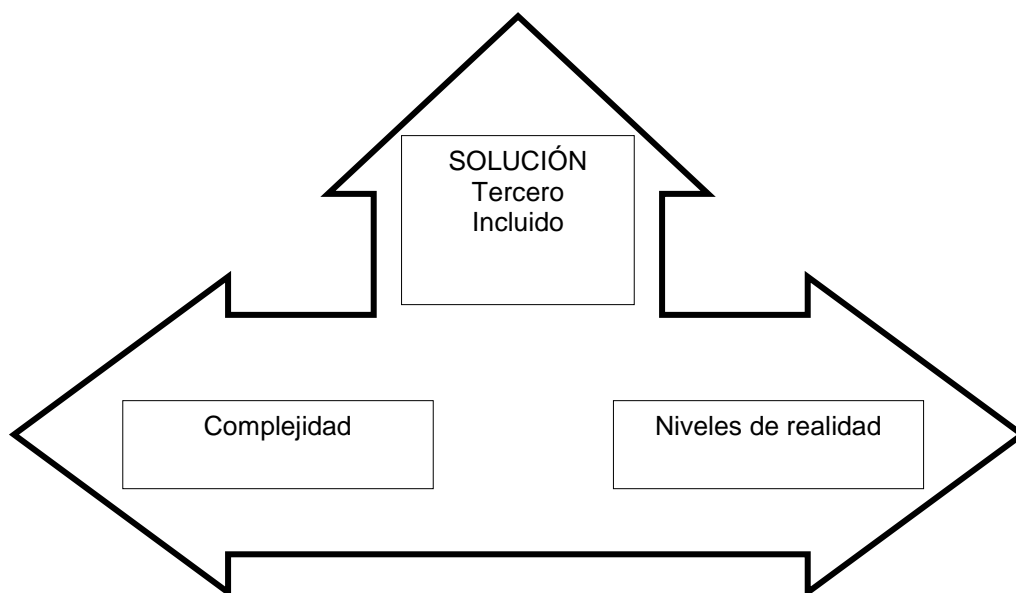 SOLUCIÓN
Tercero
Incluido
Complejidad
Niveles de realidad